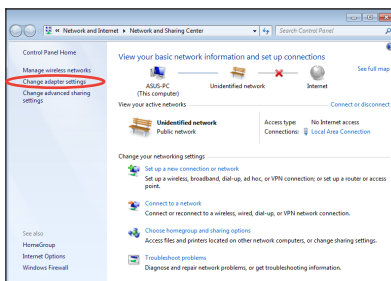 « Network and Internet ▸ Network and Sharing Center
Search Control Panel
Control Panel Home
Manage wireless networks
Change adapter settings
Change advanced sharing
settings
View your basic network information and set up connections
See full map
ASUS-PC
(This computer)
Unidentified network
Internet
View your active networks
Connect or disconnect
Unidentified network
Public network
Access type:
No Internet access
Connections:
Local Area Connection
Change your networking settings
Set up a new connection or network
Set up a wireless, broadband, dial-up, ad hoc, or VPN connection; or set up a router or access
point.
Connect to a network
Connect or reconnect to a wireless, wired, dial-up, or VPN network connection.
Choose homegroup and sharing options
Access files and printers located on other network computers, or change sharing settings.
Troubleshoot problems
Diagnose and repair network problems, or get troubleshooting information.
See also
HomeGroup
Internet Options
Windows Firewall